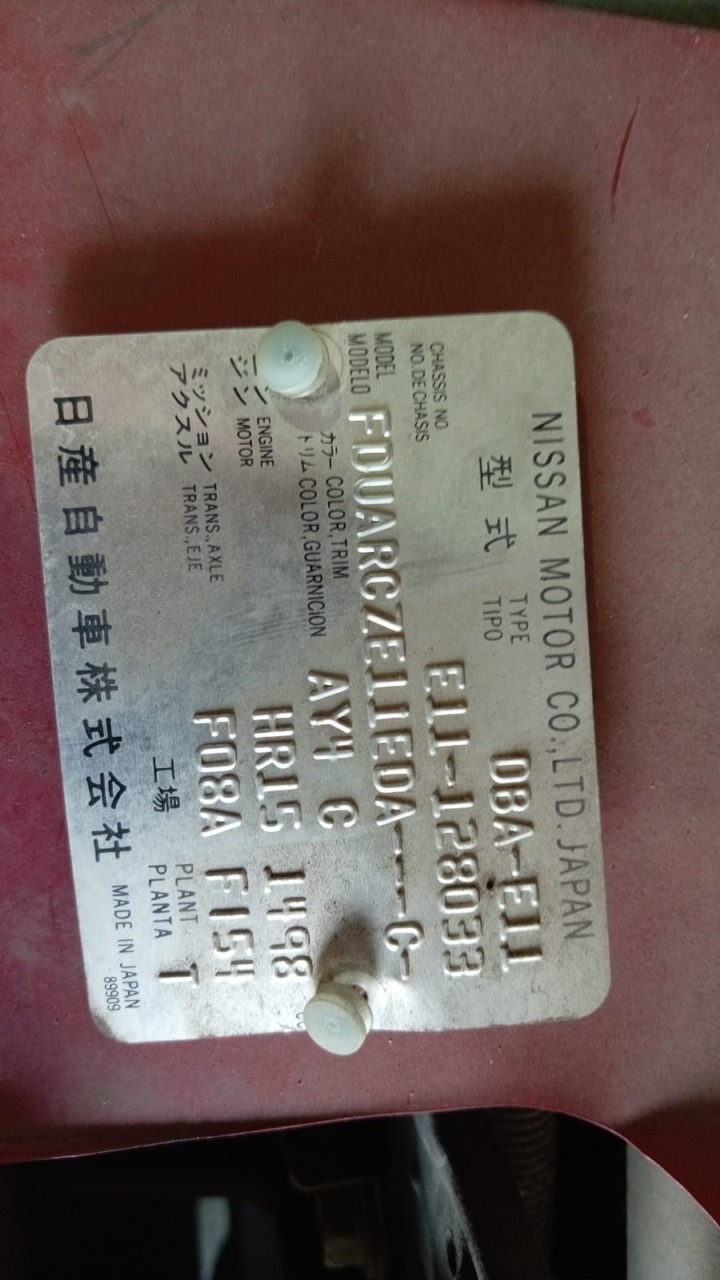 NISSAN MOTOR CO.,LTD. JAPAN
型式 TYPE TIPO DBA-E11
CHASSIS NO. NO.DE CHASIS E11-128033
MODEL MODELO FDUARCZE11EDA----C-
カラー COLOR,TRIM トリム COLOR,GUARNICION AY4 C
ンジン ENGINE MOTOR HR15 1498
ミッション TRANS.,AXLE アクスル TRANS.,EJE F08A F154
工場 PLANT PLANTA T
日産自動車株式会社 MADE IN JAPAN
89909